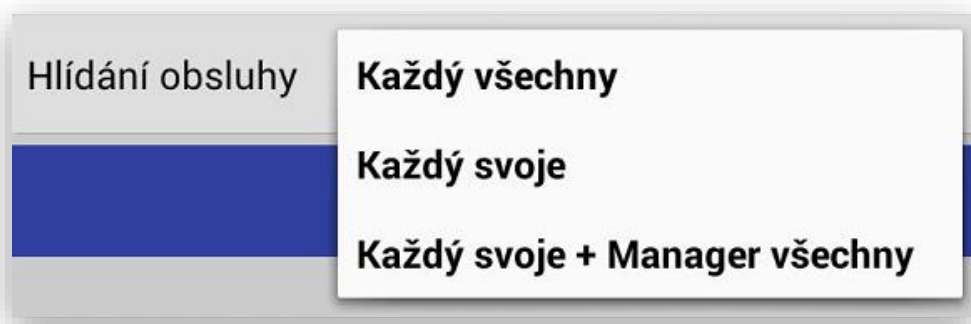 Hlídání obsluhy
Každý všechny
Každý svoje
Každý svoje + Manager všechny